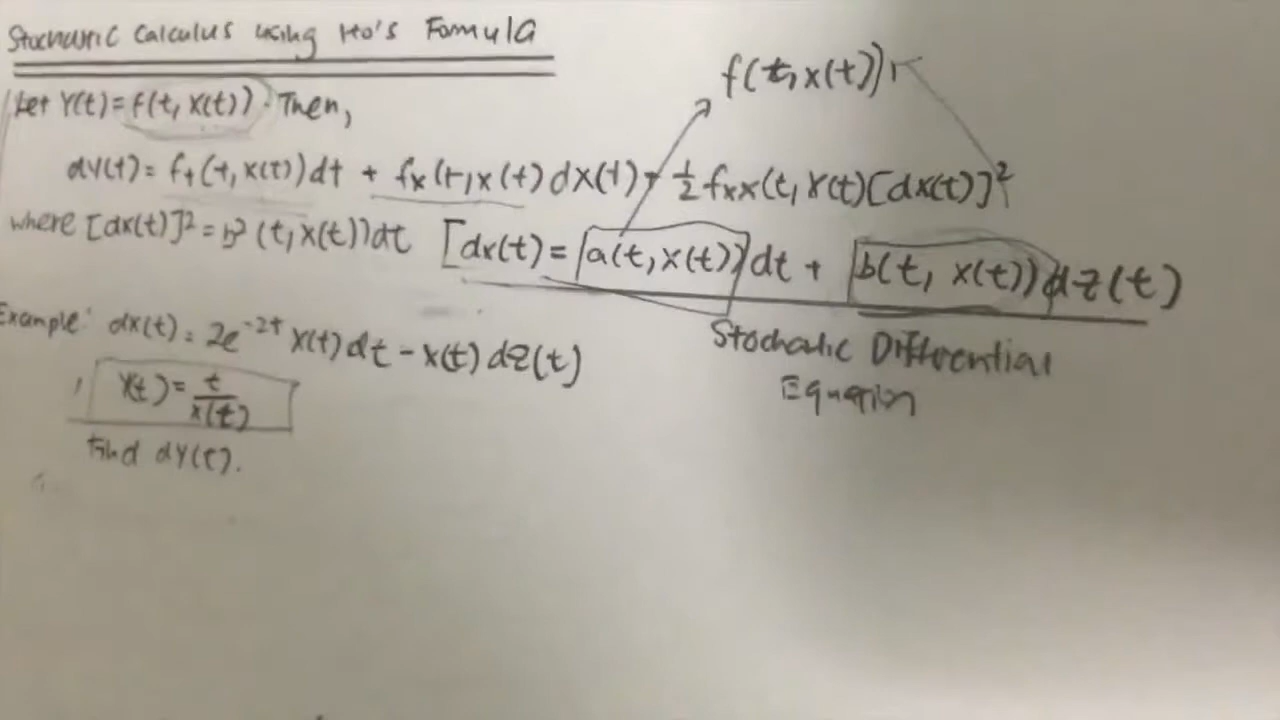 Stochastic Calculus using Ito's Formula
Let Y(t) = f(t, X(t)). Then,
f(t, x(t))
dY(t) = f_t(t, X(t))dt + f_x(t, x(t) dX(t) + 1/2 f_xx(t, X(t)[dx(t)]²
where [dx(t)]² = b²(t, X(t))dt [dx(t) = a(t, x(t))dt + b(t, x(t))dz(t)
Stochatic Differential
Equation
Example: dx(t) = 2e^-2t X(t)dt - x(t) dz(t)
, Y(t) = t/x(t)
find dY(t).